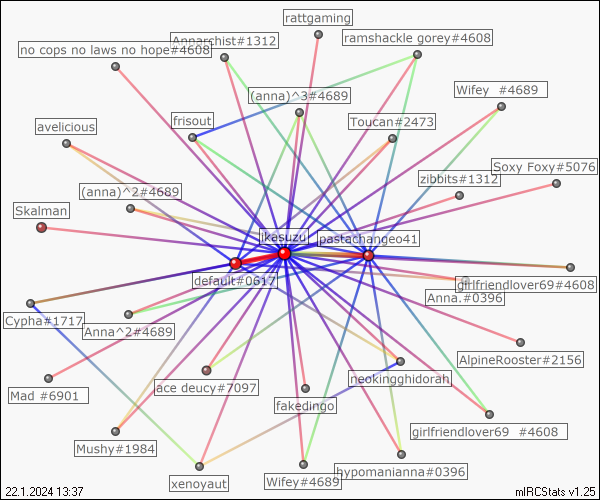 rattgaming
Annarchist#1312
ramshackle gorey#4608
no cops no laws no hope#4608
(anna)^3#4689
Wifey #4689
avelicious
frisout
Toucan#2473
Soxy Foxy#5076
zibbits#1312
(anna)^2#4689
Skalman
ikasuzu
pastachangeo41
default#0617
girlfriendlover69#4608
Anna.#0396
Cypha#1717
Anna^2#4689
AlpineRooster#2156
neokingghidorah
ace deucy#7097
Mad #6901
fakedingo
girlfriendlover69 #4608
Mushy#1984
hypomanianna#0396
xenoyaut
Wifey#4689
22.1.2024 13:37
mIRCStats v1.25